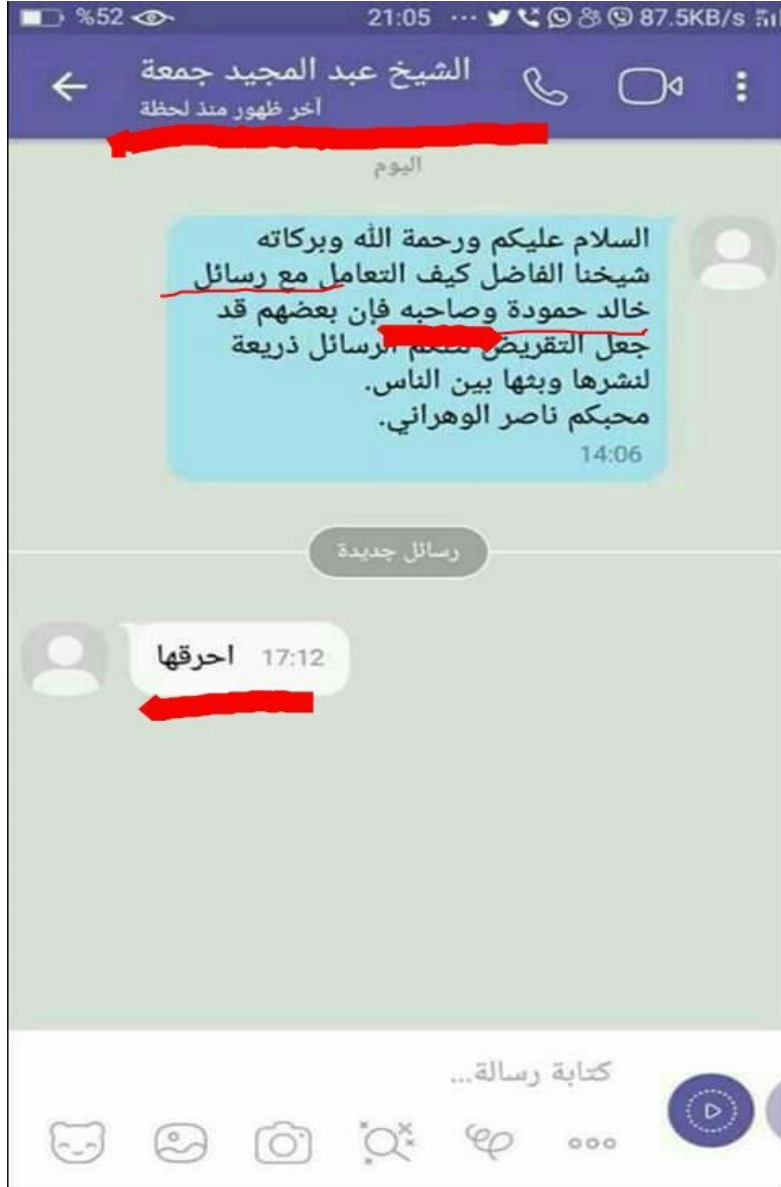 %52 21:05 ... 87.5KB/s
الشيخ عبد المجيد جمعة
آخر ظهور منذ لحظة
اليوم
السلام عليكم ورحمة الله وبركاته
شيخنا الفاضل كيف التعامل مع رسائل
خالد حمودة وصاحبه فإن بعضهم قد
جعل التقريض الرسائل ذريعة
لنشرها وبثها بين الناس.
محبكم ناصر الوهراني.
14:06
رسائل جديدة
احرقها 17:12
كتابة رسالة...